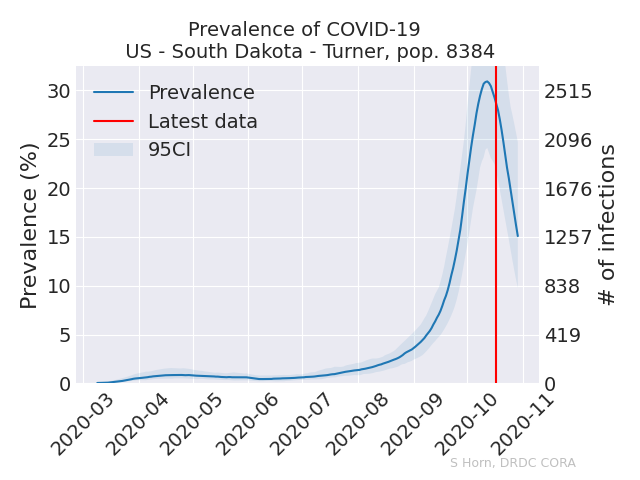 Prevalence of COVID-19
US - South Dakota - Turner, pop. 8384
Prevalence
Latest data
95CI
Prevalence (%)
30
25
20
15
10
5
0
2515
2096
1676
1257
838
419
0
# of infections
2020-03
2020-04
2020-05
2020-06
2020-07
2020-08
2020-09
2020-10
2020-11
S Horn, DRDC CORA